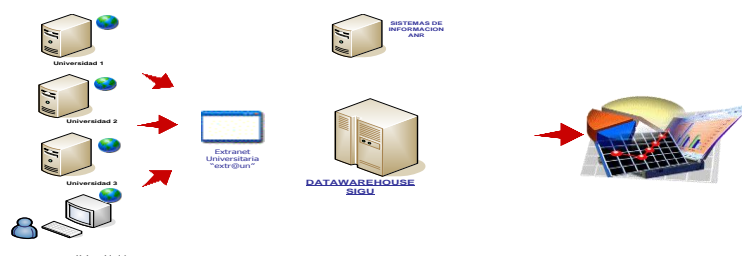 SISTEMAS DE
INFORMACION
ANR
Universidad 1
Universidad 2
Extranet
Universitaria
"extr@un"
Universidad 3
DATAWAREHOUSE
SIGU